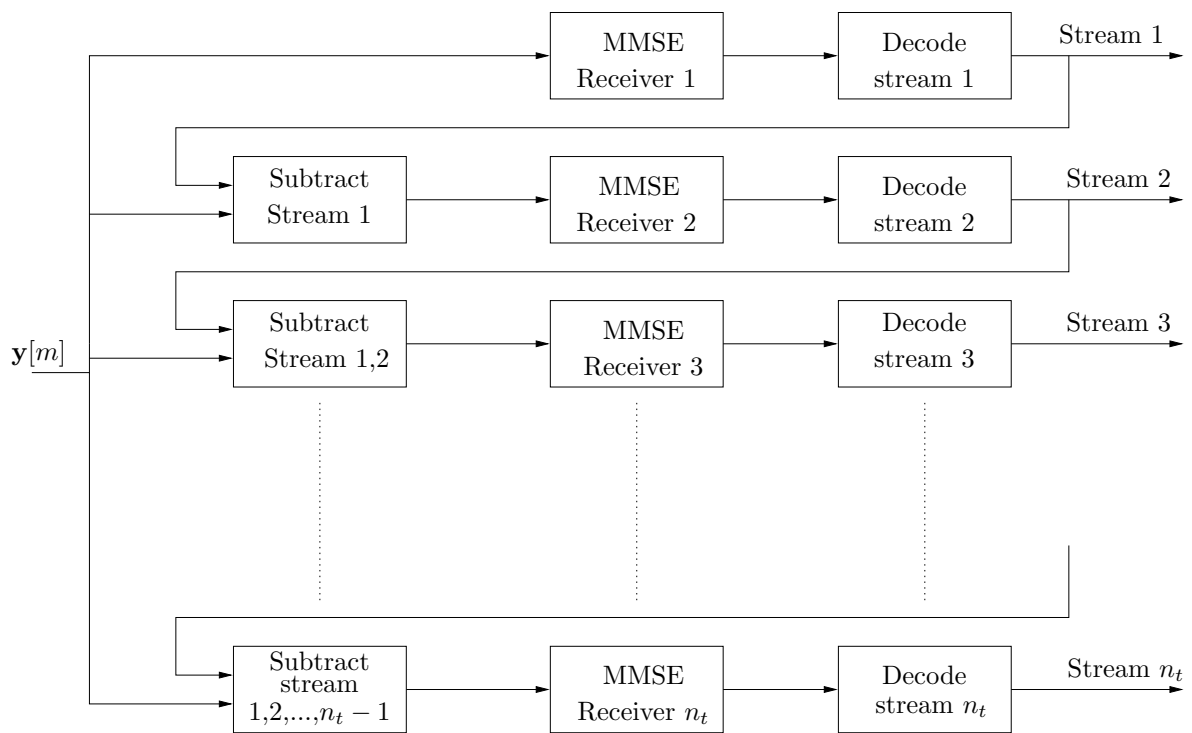 MMSE
Receiver 1
Decode
stream 1
Stream 1
Subtract
Stream 1
MMSE
Receiver 2
Decode
stream 2
Stream 2
Subtract
Stream 1,2
MMSE
Receiver 3
Decode
stream 3
Stream 3
y[m]
Subtract
stream
1,2,...,n_t − 1
MMSE
Receiver n_t
Decode
stream n_t
Stream n_t